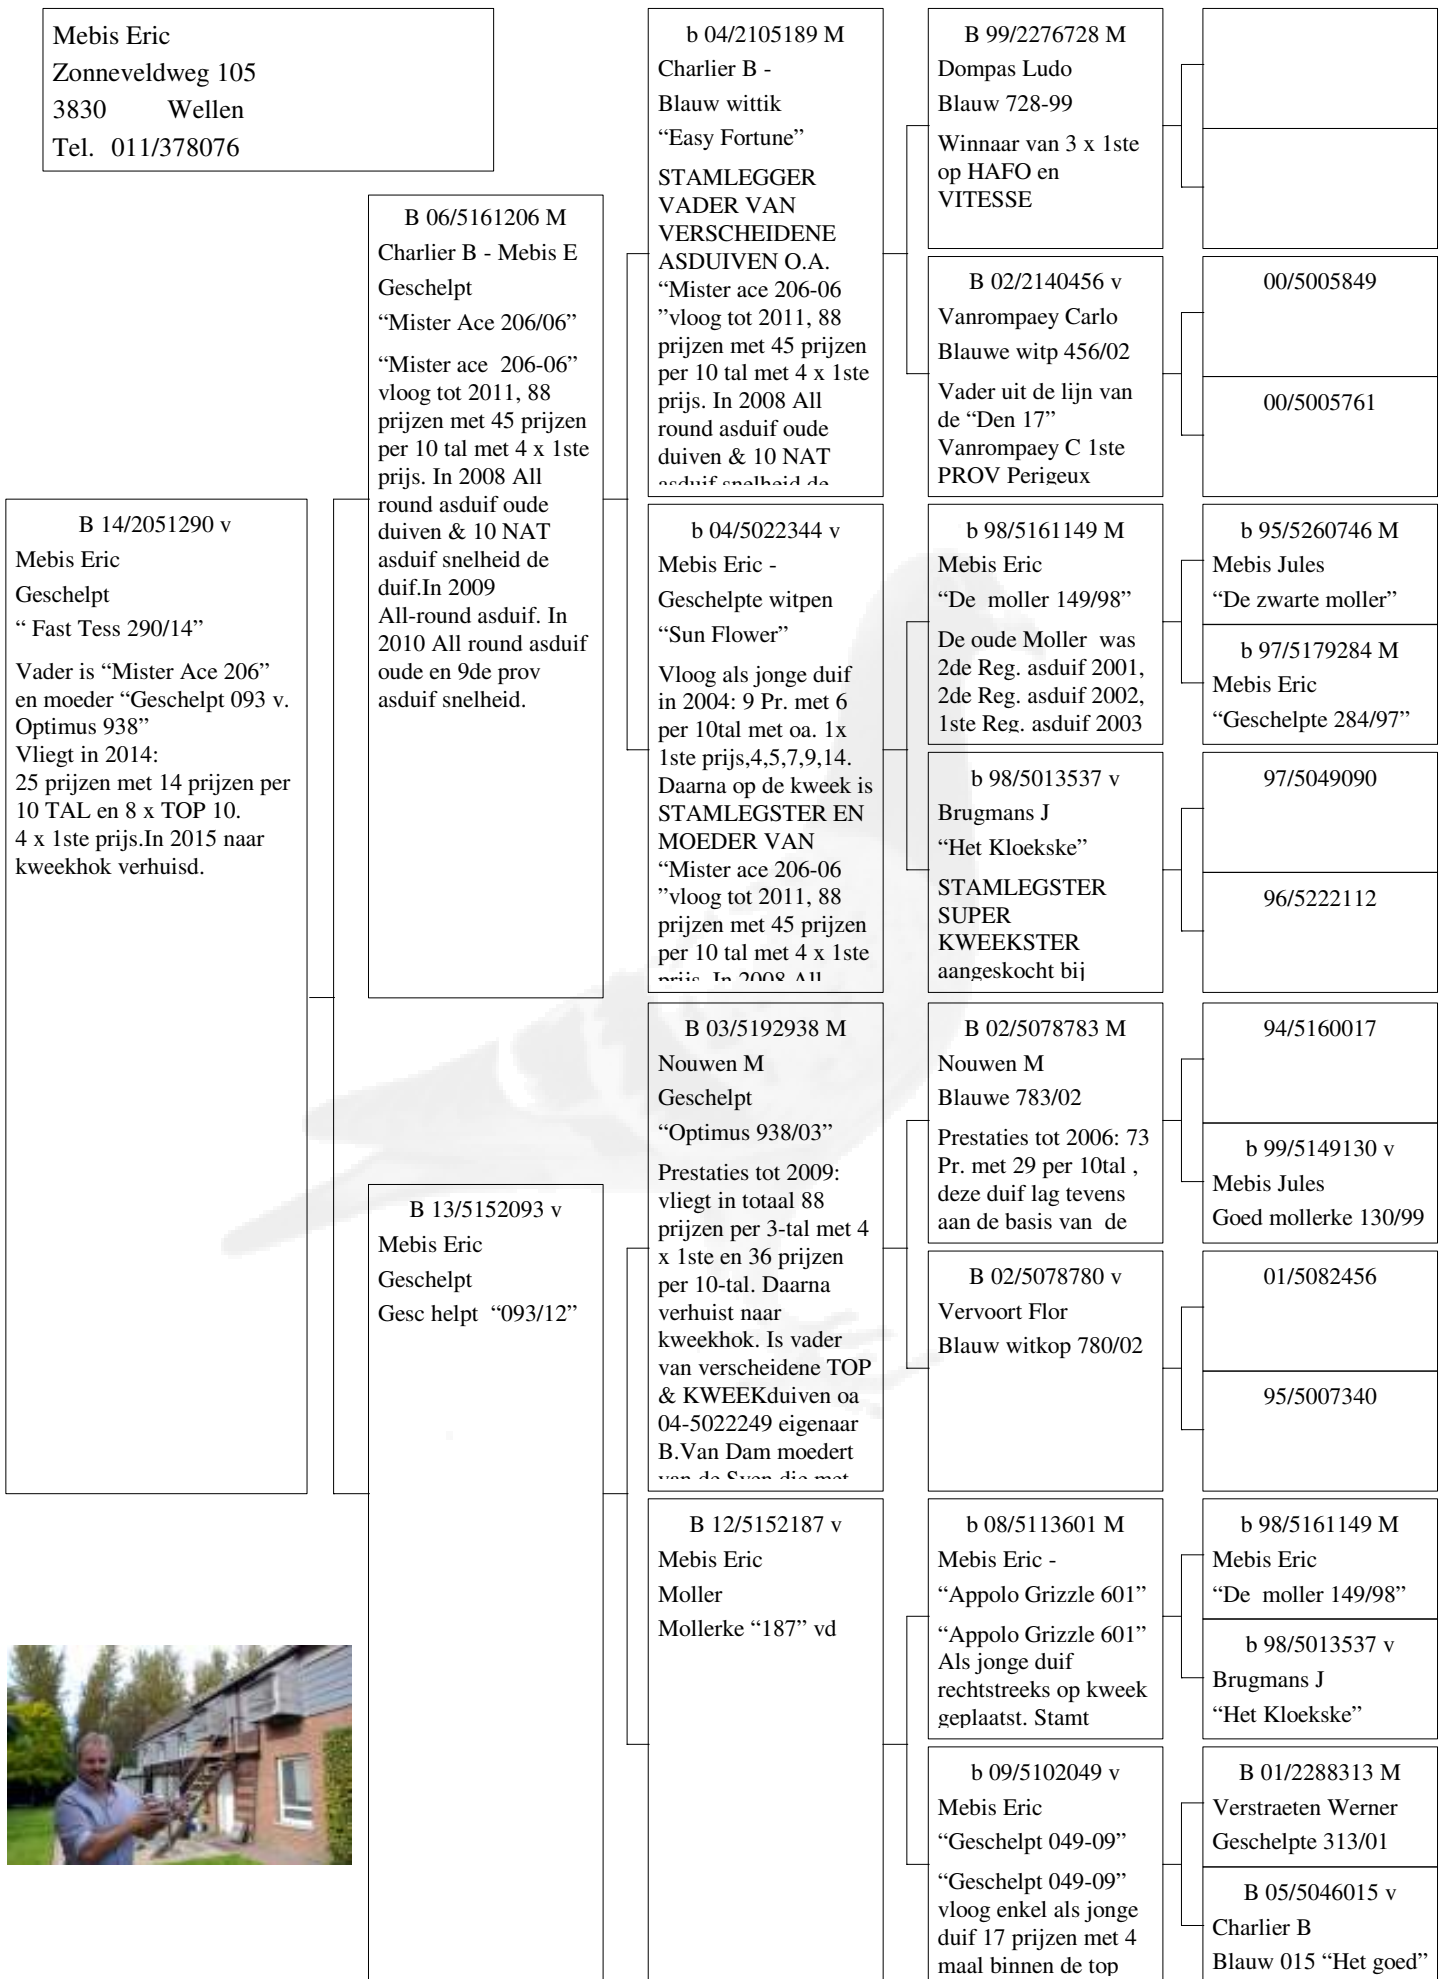 Mebis Eric
Zonneveldweg 105
3830 Wellen
Tel. 011/378076
B 14/2051290 v
Mebis Eric
Geschelpt
“ Fast Tess 290/14”
Vader is “Mister Ace 206”
en moeder “Geschelpt 093 v.
Optimus 938”
Vliegt in 2014:
25 prijzen met 14 prijzen per
10 TAL en 8 x TOP 10.
4 x 1ste prijs.In 2015 naar
kweekhok verhuisd.
B 06/5161206 M
Charlier B - Mebis E
Geschelpt
“Mister Ace 206/06”
“Mister ace 206-06”
vloog tot 2011, 88
prijzen met 45 prijzen
per 10 tal met 4 x 1ste
prijs. In 2008 All
round asduif oude
duiven & 10 NAT
asduif snelheid de
duif.In 2009
All-round asduif. In
2010 All round asduif
oude en 9de prov
asduif snelheid.
B 13/5152093 v
Mebis Eric
Geschelpt
Gesc helpt “093/12”
b 04/2105189 M
Charlier B -
Blauw wittik
“Easy Fortune”
STAMLEGGER
VADER VAN
VERSCHEIDENE
ASDUIVEN O.A.
“Mister ace 206-06
”vloog tot 2011, 88
prijzen met 45 prijzen
per 10 tal met 4 x 1ste
prijs. In 2008 All
round asduif oude
duiven & 10 NAT
asduif snelheid de
b 04/5022344 v
Mebis Eric -
Geschelpte witpen
“Sun Flower”
Vloog als jonge duif
in 2004: 9 Pr. met 6
per 10tal met oa. 1x
1ste prijs,4,5,7,9,14.
Daarna op de kweek is
STAMLEGSTER EN
MOEDER VAN
“Mister ace 206-06
”vloog tot 2011, 88
prijzen met 45 prijzen
per 10 tal met 4 x 1ste
prijs. In 2008 All
B 03/5192938 M
Nouwen M
Geschelpt
“Optimus 938/03”
Prestaties tot 2009:
vliegt in totaal 88
prijzen per 3-tal met 4
x 1ste en 36 prijzen
per 10-tal. Daarna
verhuist naar
kweekhok. Is vader
van verscheidene TOP
& KWEEKduiven oa
04-5022249 eigenaar
B.Van Dam moedert
van de Sven die met
B 12/5152187 v
Mebis Eric
Moller
Mollerke “187” vd
B 99/2276728 M
Dompas Ludo
Blauw 728-99
Winnaar van 3 x 1ste
op HAFO en
VITESSE
B 02/2140456 v
Vanrompaey Carlo
Blauwe witp 456/02
Vader uit de lijn van
de “Den 17”
Vanrompaey C 1ste
PROV Perigeux
b 98/5161149 M
Mebis Eric
“De moller 149/98”
De oude Moller was
2de Reg. asduif 2001,
2de Reg. asduif 2002,
1ste Reg. asduif 2003
b 98/5013537 v
Brugmans J
“Het Kloekske”
STAMLEGSTER
SUPER
KWEEKSTER
aangeskocht bij
B 02/5078783 M
Nouwen M
Blauwe 783/02
Prestaties tot 2006: 73
Pr. met 29 per 10tal ,
deze duif lag tevens
aan de basis van de
B 02/5078780 v
Vervoort Flor
Blauw witkop 780/02
b 08/5113601 M
Mebis Eric -
“Appolo Grizzle 601”
“Appolo Grizzle 601”
Als jonge duif
rechtstreeks op kweek
geplaatst. Stamt
b 09/5102049 v
Mebis Eric
“Geschelpt 049-09”
“Geschelpt 049-09”
vloog enkel als jonge
duif 17 prijzen met 4
maal binnen de top
00/5005849
00/5005761
b 95/5260746 M
Mebis Jules
“De zwarte moller”
b 97/5179284 M
Mebis Eric
“Geschelpte 284/97”
97/5049090
96/5222112
94/5160017
b 99/5149130 v
Mebis Jules
Goed mollerke 130/99
01/5082456
95/5007340
b 98/5161149 M
Mebis Eric
“De moller 149/98”
b 98/5013537 v
Brugmans J
“Het Kloekske”
B 01/2288313 M
Verstraeten Werner
Geschelpte 313/01
B 05/5046015 v
Charlier B
Blauw 015 “Het goed”